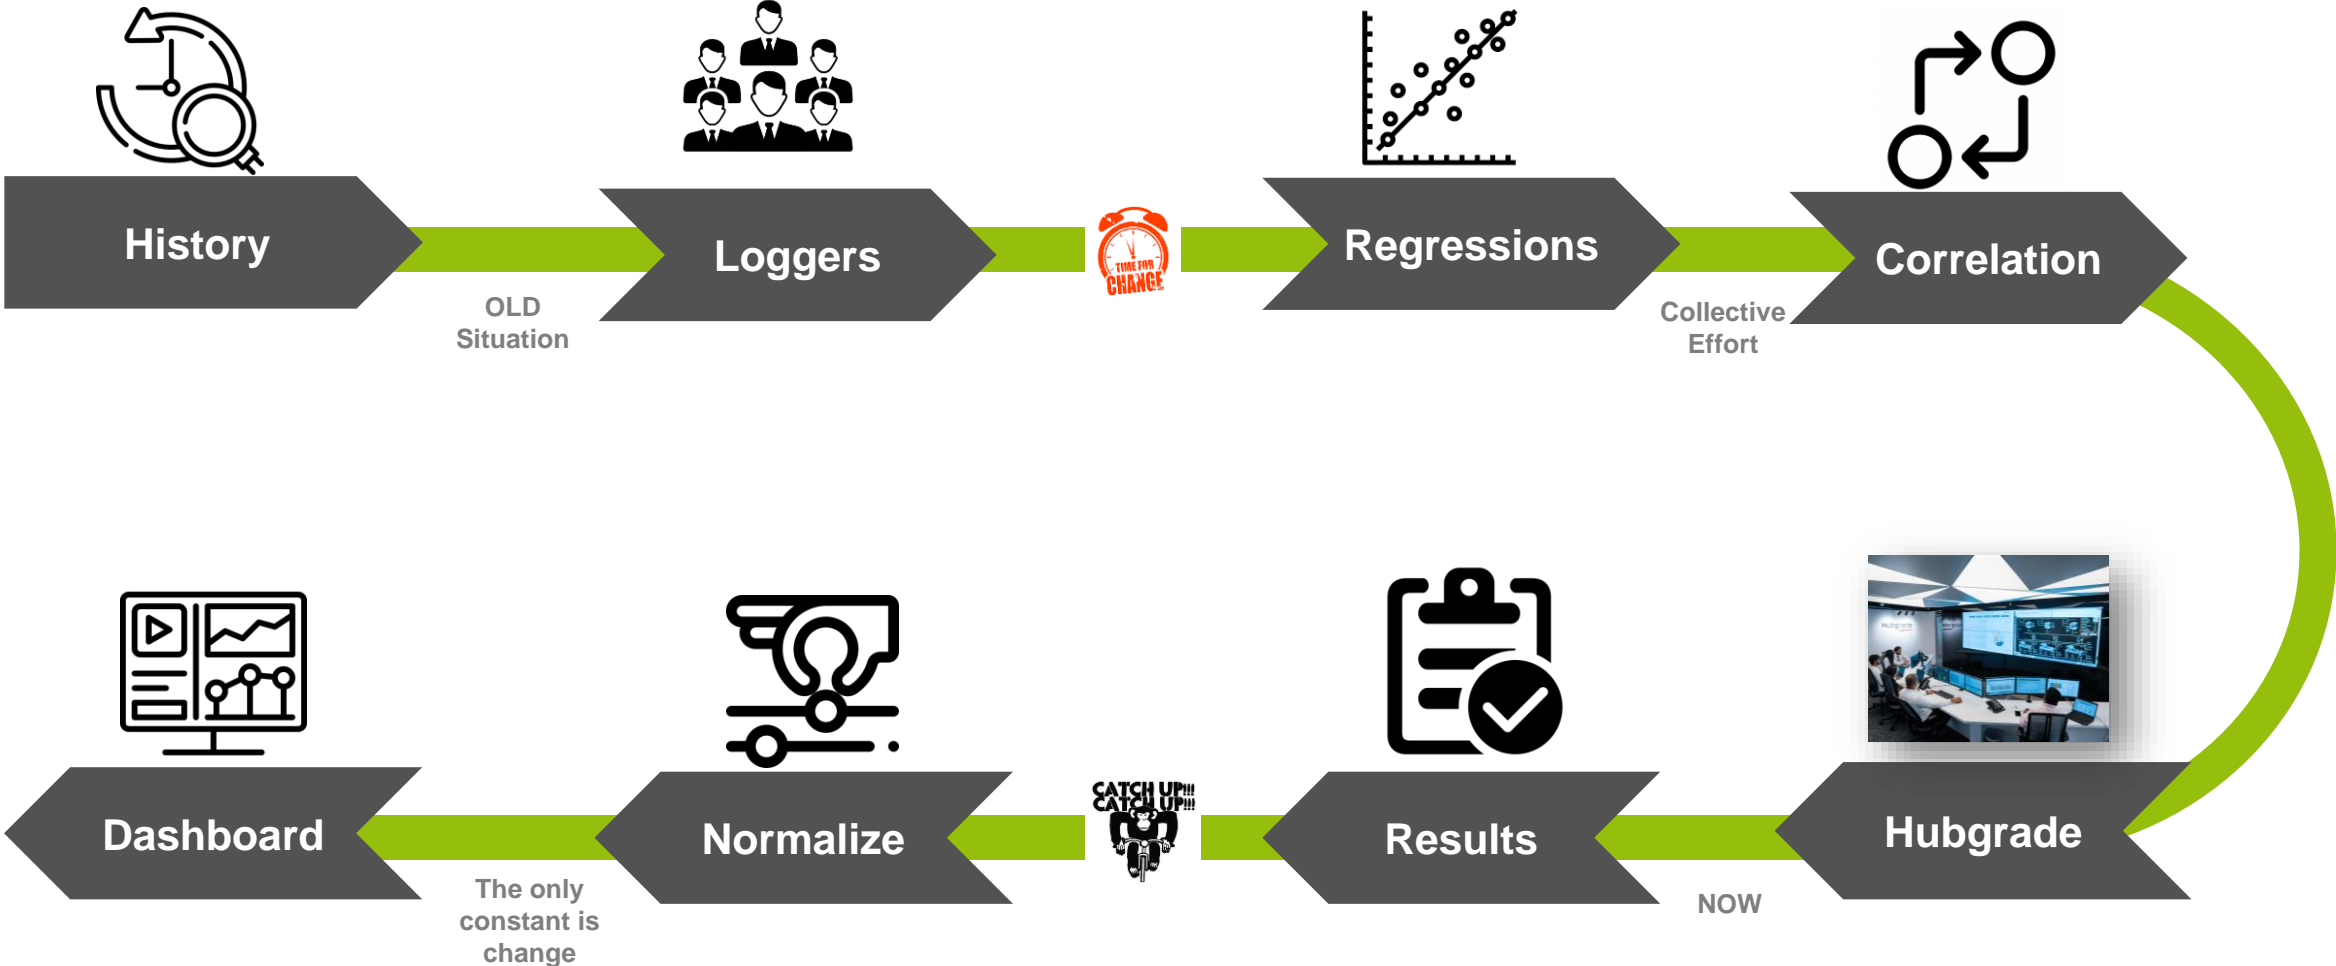 History
OLD
Situation
Loggers
TIME FOR
CHANGE
Regressions
Collective
Effort
Correlation
Hubgrade
Hubgrade
NOW
Results
CATCH UP!!!
CATCH UP!!!
Normalize
The only
constant is
change
Dashboard